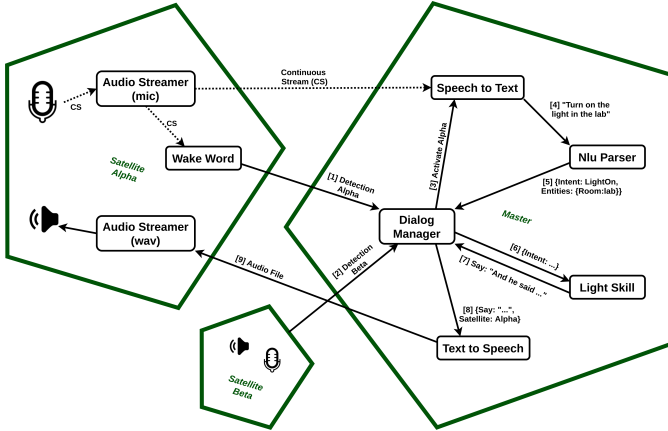 Continuous
Stream (CS)
Audio Streamer
(mic)
CS
CS
Speech to Text
[4] "Turn on the
light in the lab"
Wake Word
Satellite
Alpha
[3] Activate Alpha
Nlu Parser
[1] Detection
Alpha
[5] {Intent: LightOn,
Entities: {Room:lab}}
Audio Streamer
(wav)
Dialog
Manager
Master
[2] Detection
Beta
[6] {Intent: ...}
[7] Say: "And he said ..."
[9] Audio File
Light Skill
[8] {Say: "...",
Satellite: Alpha}
Text to Speech
Satellite
Beta